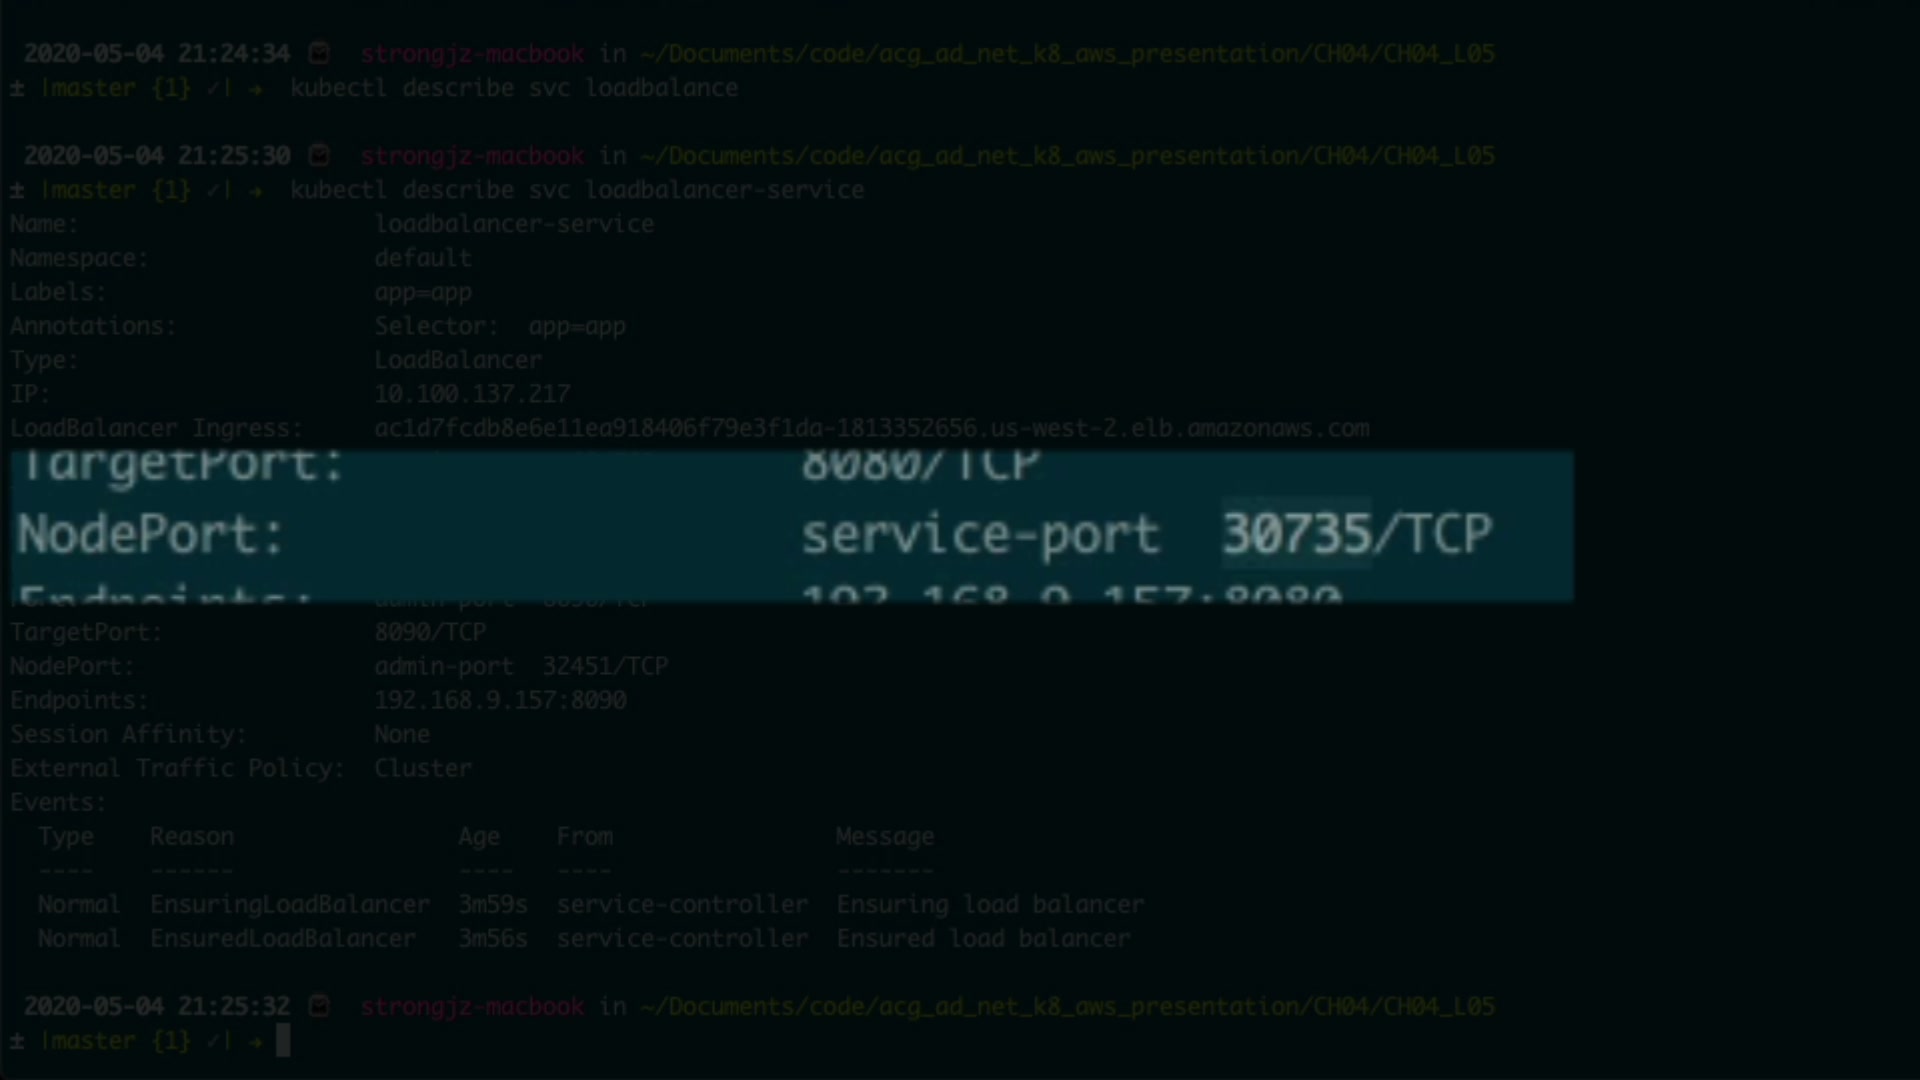 2020-05-04 21:24:34 strongjz-macbook in ~/Documents/code/acg_ad_net_k8_aws_presentation/CH04/CH04_L05
± |master {1} ✓| → kubectl describe svc loadbalance
2020-05-04 21:25:30 strongjz-macbook in ~/Documents/code/acg_ad_net_k8_aws_presentation/CH04/CH04_L05
± |master {1} ✓| → kubectl describe svc loadbalancer-service
Name: loadbalancer-service
Namespace: default
Labels: app=app
Annotations: Selector: app=app
Type: LoadBalancer
IP: 10.100.137.217
LoadBalancer Ingress: ac1d7fcdb8e6e11ea918406f79e3f1da-1813352656.us-west-2.elb.amazonaws.com
TargetPort: 8080/TCP
NodePort: service-port 30735/TCP
Endpoints: 192.168.9.157:8080
TargetPort: 8090/TCP
NodePort: admin-port 32451/TCP
Endpoints: 192.168.9.157:8090
Session Affinity: None
External Traffic Policy: Cluster
Events:
Type Reason Age From Message
---- ------ ---- ---- -------
Normal EnsuringLoadBalancer 3m59s service-controller Ensuring load balancer
Normal EnsuredLoadBalancer 3m56s service-controller Ensured load balancer
2020-05-04 21:25:32 strongjz-macbook in ~/Documents/code/acg_ad_net_k8_aws_presentation/CH04/CH04_L05
± |master {1} ✓| →